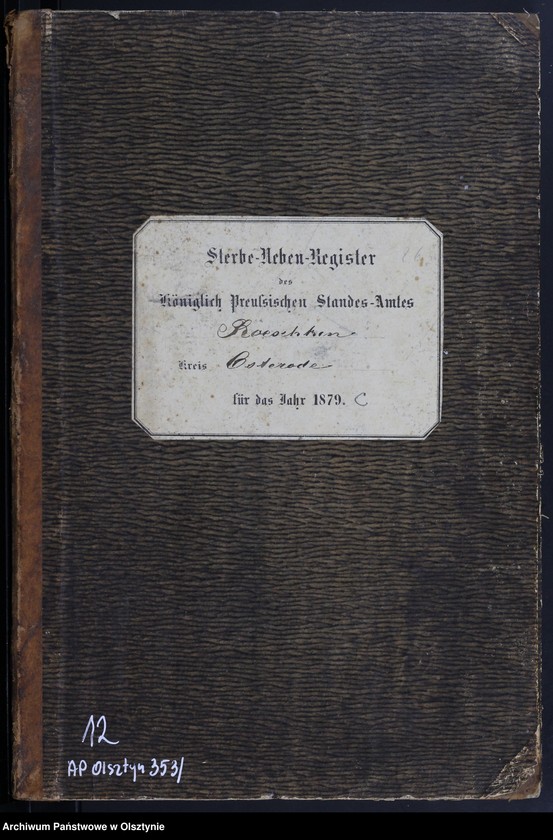 Sterbe-Neben-Register
des
Königlich Preußischen Standes-Amtes
Roeschken
Kreis Osterode
für das Jahr 1879. C
12
AP Olsztyn 353/
Archiwum Państwowe w Olsztynie